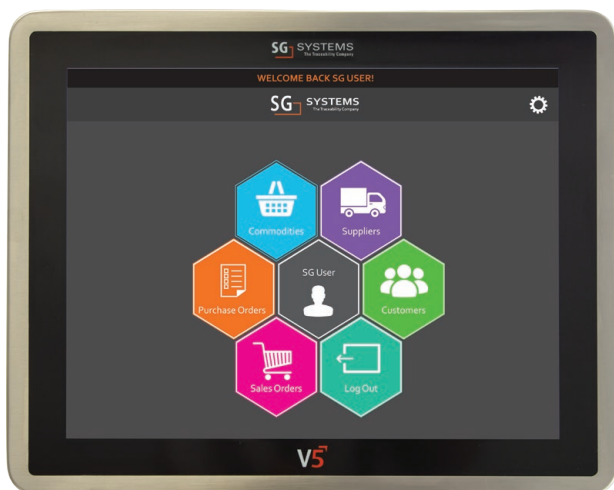 SG SYSTEMS
The Traceability Company
WELCOME BACK SG USER!
SG SYSTEMS
The Traceability Company
Commodities
Suppliers
Purchase Orders
SG User
Customers
Sales Orders
Log Out
V5